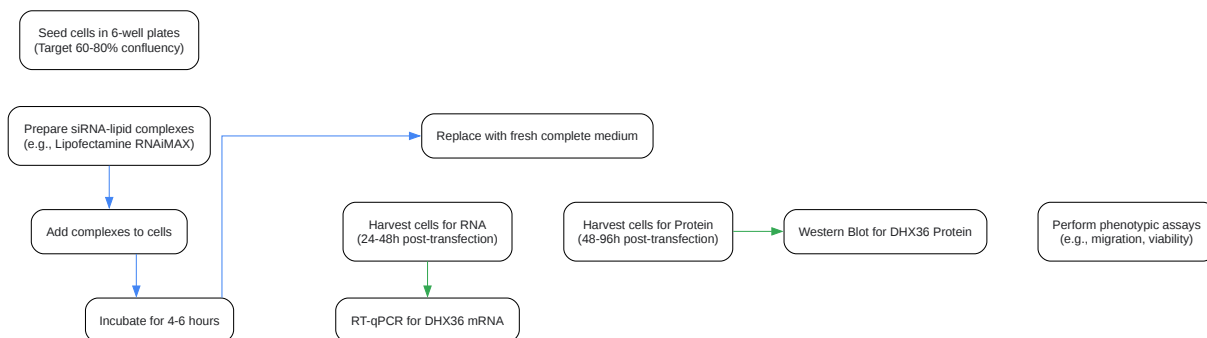 Seed cells in 6-well plates
(Target 60-80% confluency)
Prepare siRNA-lipid complexes
(e.g., Lipofectamine RNAiMAX)
Replace with fresh complete medium
Add complexes to cells
Harvest cells for RNA
(24-48h post-transfection)
Harvest cells for Protein
(48-96h post-transfection)
Western Blot for DHX36 Protein
Perform phenotypic assays
(e.g., migration, viability)
Incubate for 4-6 hours
RT-qPCR for DHX36 mRNA